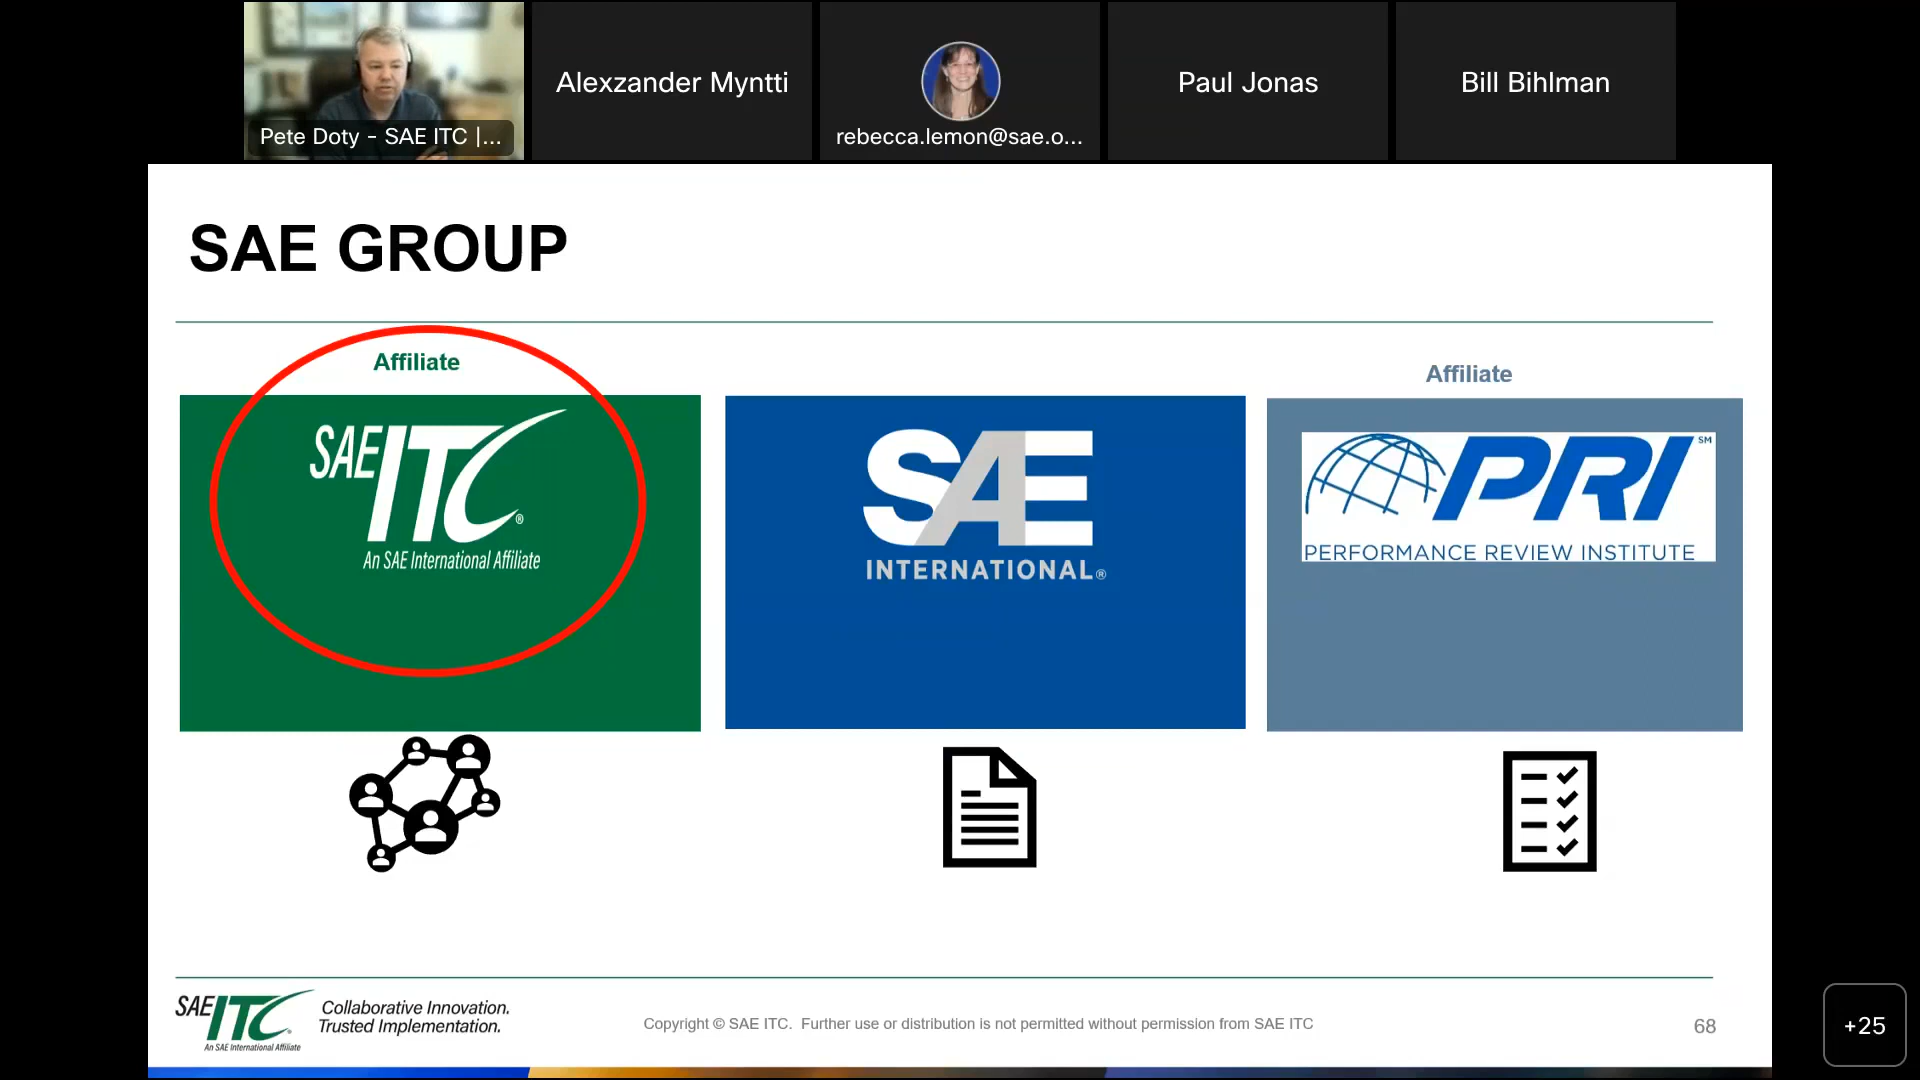 Pete Doty - SAE ITC |...
Alexzander Myntti
rebecca.lemon@sae.o...
Paul Jonas
Bill Bihlman
SAE GROUP
Affiliate
Affiliate
SAE ITC®
An SAE International Affiliate
SAE
INTERNATIONAL®
PRI SM
PERFORMANCE REVIEW INSTITUTE
SAE ITC
An SAE International Affiliate
Collaborative Innovation.
Trusted Implementation.
Copyright © SAE ITC. Further use or distribution is not permitted without permission from SAE ITC
68
+25